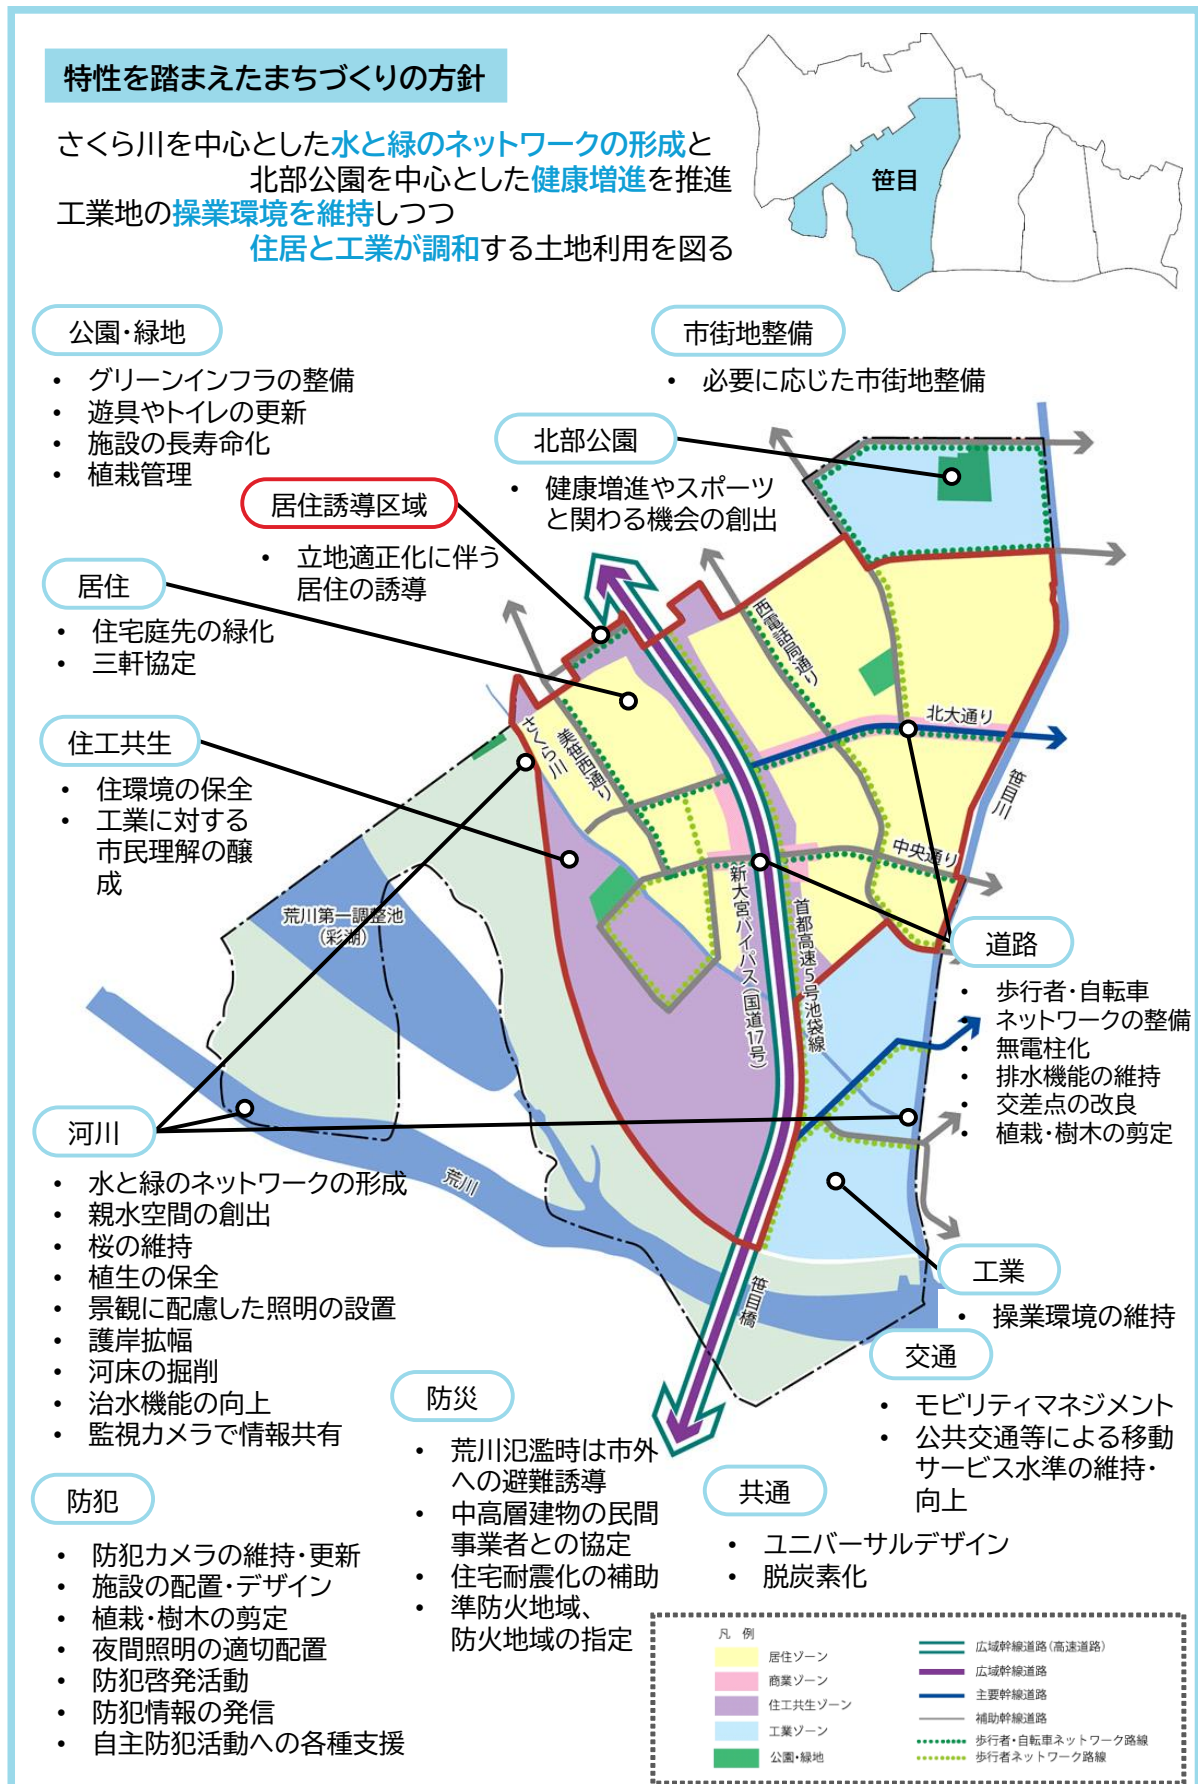 特性を踏まえたまちづくりの方針
さくら川を中心とした水と緑のネットワークの形成と
北部公園を中心とした健康増進を推進
工業地の操業環境を維持しつつ
住居と工業が調和する土地利用を図る
笹目
公園・緑地
• グリーンインフラの整備
• 遊具やトイレの更新
• 施設の長寿命化
• 植栽管理
市街地整備
• 必要に応じた市街地整備
北部公園
• 健康増進やスポーツ
と関わる機会の創出
居住誘導区域
• 立地適正化に伴う
居住の誘導
居住
• 住宅庭先の緑化
• 三軒協定
住工共生
• 住環境の保全
• 工業に対する
市民理解の醸
成
西電話局通り
北大通り
さくら川
美笹西通り
笹目川
中央通り
新大宮バイパス(国道17号)
首都高速5号池袋線
荒川第一調整池
(彩湖)
荒川
笹目橋
道路
• 歩行者・自転車
• ネットワークの整備
• 無電柱化
• 排水機能の維持
• 交差点の改良
• 植栽・樹木の剪定
河川
• 水と緑のネットワークの形成
• 親水空間の創出
• 桜の維持
• 植生の保全
• 景観に配慮した照明の設置
• 護岸拡幅
• 河床の掘削
• 治水機能の向上
• 監視カメラで情報共有
工業
• 操業環境の維持
交通
• モビリティマネジメント
• 公共交通等による移動
サービス水準の維持・
向上
防災
• 荒川氾濫時は市外
への避難誘導
• 中高層建物の民間
事業者との協定
• 住宅耐震化の補助
• 準防火地域、
防火地域の指定
共通
• ユニバーサルデザイン
• 脱炭素化
防犯
• 防犯カメラの維持・更新
• 施設の配置・デザイン
• 植栽・樹木の剪定
• 夜間照明の適切配置
• 防犯啓発活動
• 防犯情報の発信
• 自主防犯活動への各種支援
凡 例
居住ゾーン
商業ゾーン
住工共生ゾーン
工業ゾーン
公園・緑地
広域幹線道路(高速道路)
広域幹線道路
主要幹線道路
補助幹線道路
歩行者・自転車ネットワーク路線
歩行者ネットワーク路線